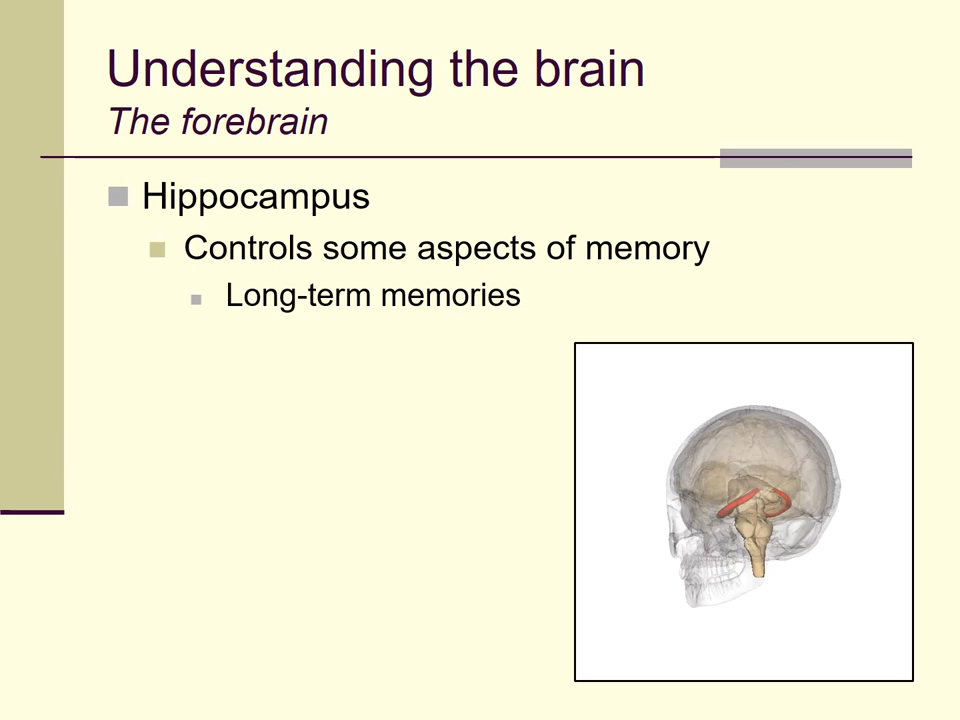 Understanding the brain
The forebrain
Hippocampus
Controls some aspects of memory
Long-term memories